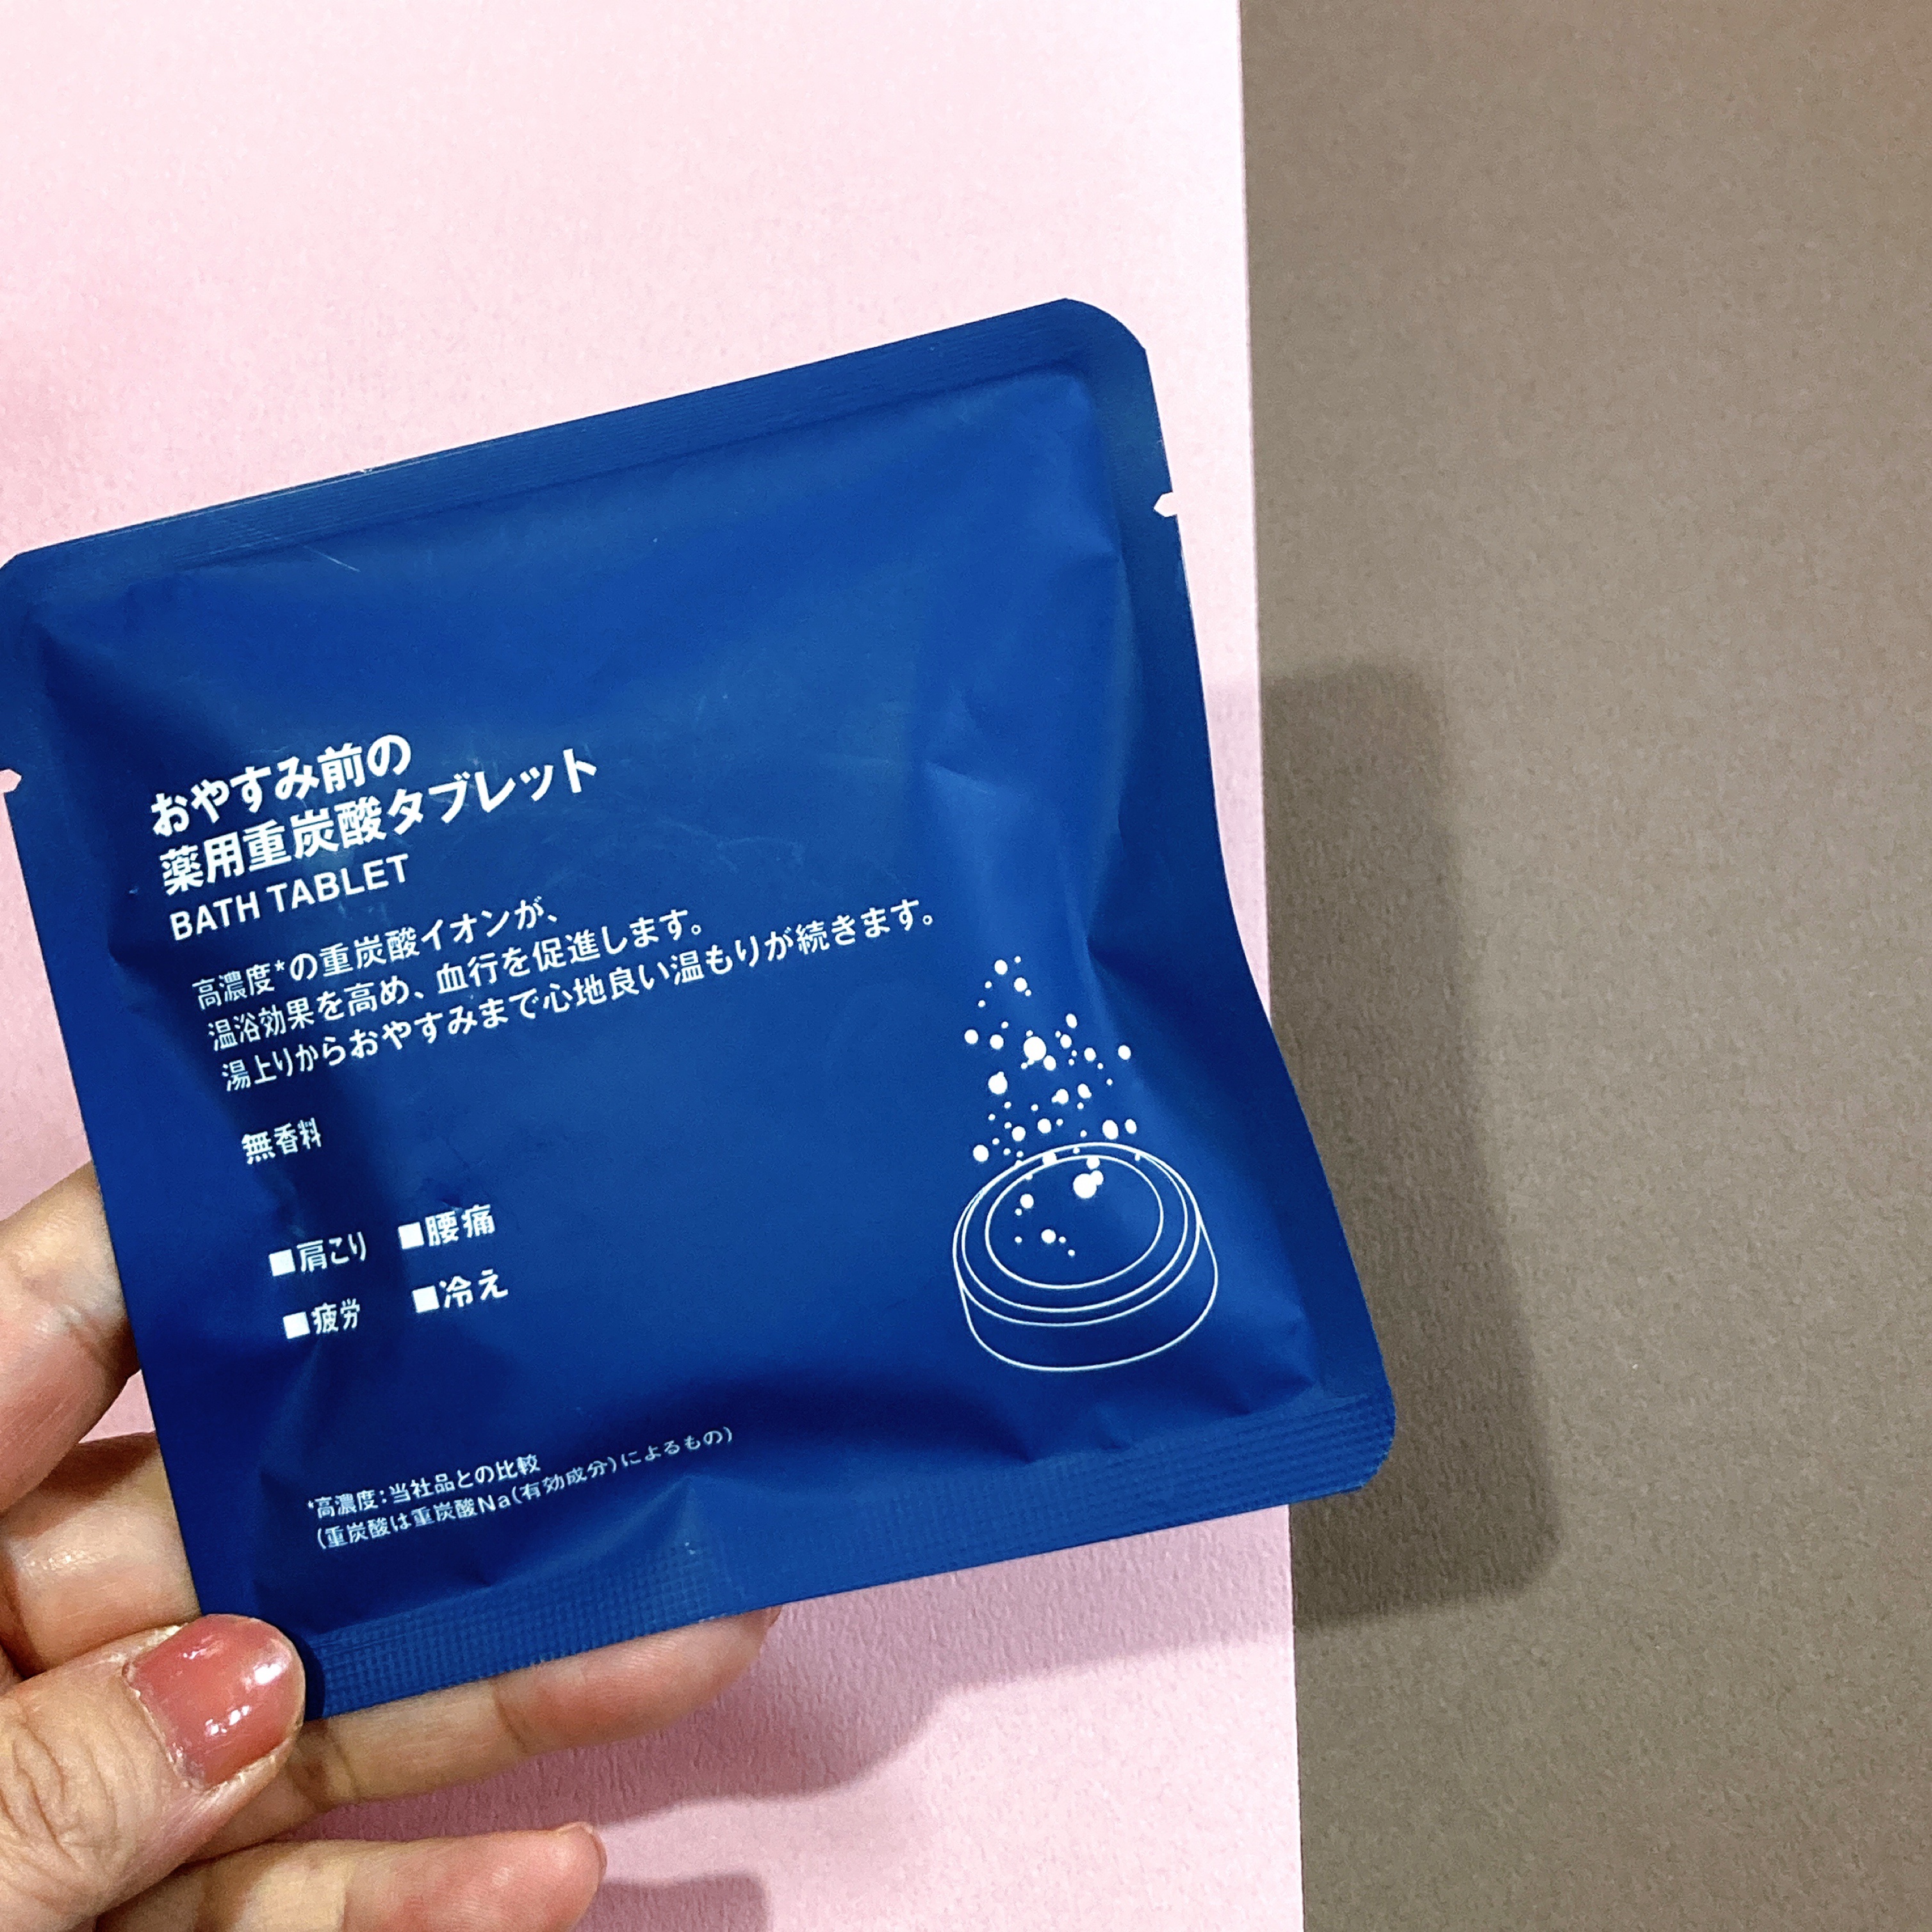 おやすみ前の
薬用重炭酸タブレット
BATH TABLET
高濃度*の重炭酸イオンが、
温浴効果を高め、血行を促進します。
湯上りからおやすみまで心地良い温もりが続きます。
無香料
■肩こり ■腰痛
■疲労 ■冷え
*高濃度:当社品との比較
(重炭酸は重炭酸Na(有効成分)によるもの)